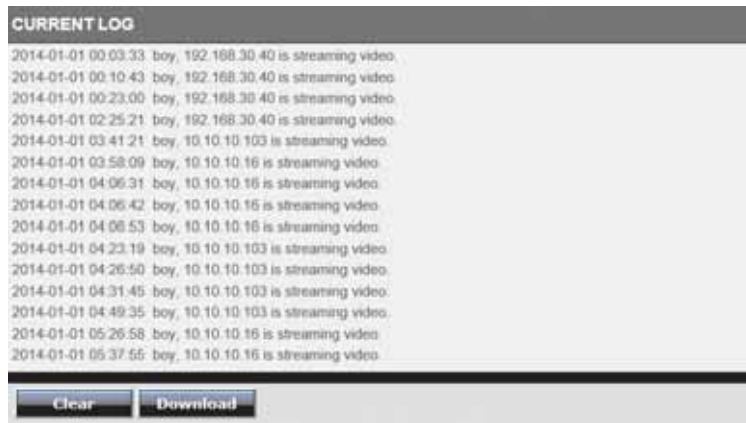 CURRENT LOG
2014-01-01 00:03:33 boy, 192.168.30.40 is streaming video.
2014-01-01 00:10:43 boy, 192.168.30.40 is streaming video.
2014-01-01 00:23:00 boy, 192.168.30.40 is streaming video.
2014-01-01 02:25:21 boy, 192.168.30.40 is streaming video.
2014-01-01 03:41:21 boy, 10.10.10.103 is streaming video.
2014-01-01 03:58:09 boy, 10.10.10.16 is streaming video.
2014-01-01 04:06:31 boy, 10.10.10.16 is streaming video.
2014-01-01 04:06:42 boy, 10.10.10.16 is streaming video.
2014-01-01 04:06:53 boy, 10.10.10.16 is streaming video.
2014-01-01 04:23:19 boy, 10.10.10.103 is streaming video.
2014-01-01 04:26:50 boy, 10.10.10.103 is streaming video.
2014-01-01 04:31:45 boy, 10.10.10.103 is streaming video.
2014-01-01 04:49:35 boy, 10.10.10.103 is streaming video.
2014-01-01 05:26:58 boy, 10.10.10.16 is streaming video.
2014-01-01 05:37:55 boy, 10.10.10.16 is streaming video.
Clear Download